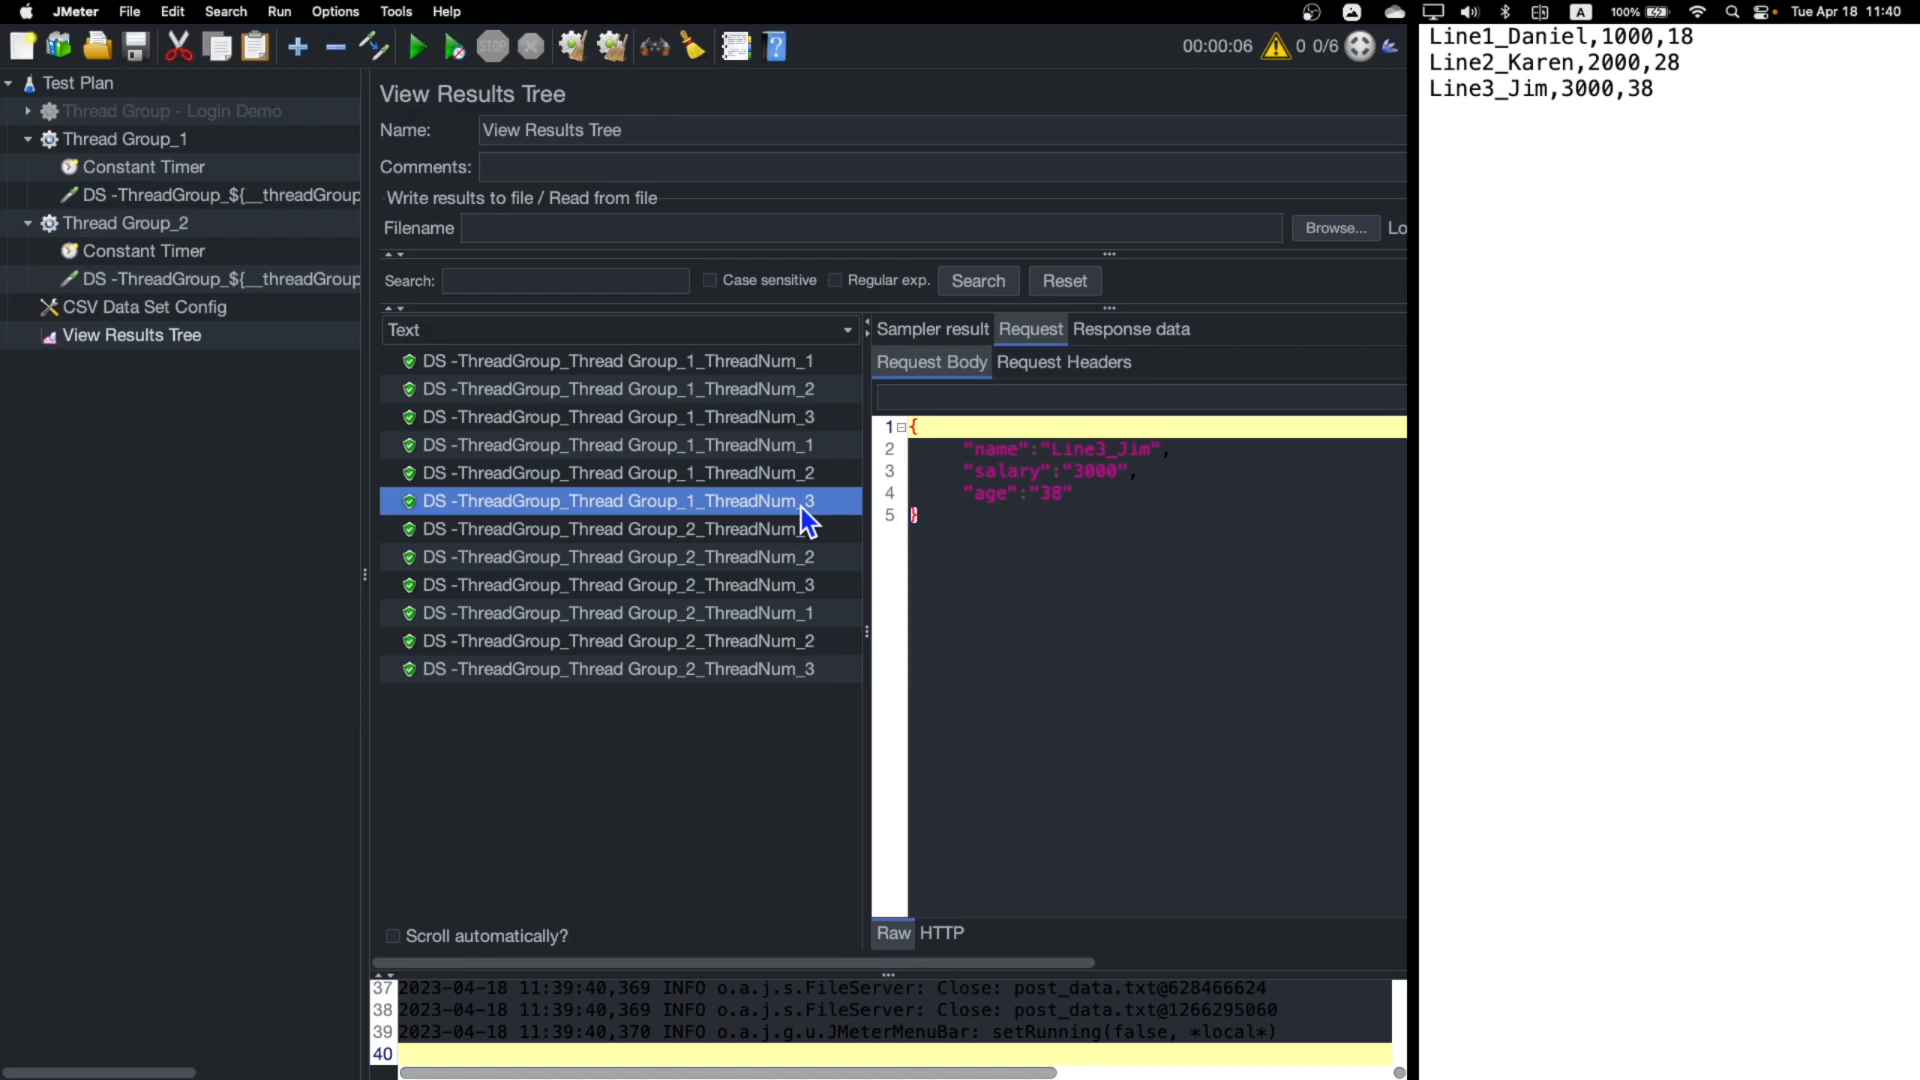 JMeter File Edit Search Run Options Tools Help A 100% Tue Apr 18 11:40
STOP 00:00:06 0 0/6
Test Plan
Thread Group - Login Demo
Thread Group_1
Constant Timer
DS -ThreadGroup_${__threadGroup
Thread Group_2
Constant Timer
DS -ThreadGroup_${__threadGroup
CSV Data Set Config
View Results Tree
View Results Tree
Name: View Results Tree
Comments:
Write results to file / Read from file
Filename Browse... Lo
Search: Case sensitive Regular exp. Search Reset
Text
DS -ThreadGroup_Thread Group_1_ThreadNum_1
DS -ThreadGroup_Thread Group_1_ThreadNum_2
DS -ThreadGroup_Thread Group_1_ThreadNum_3
DS -ThreadGroup_Thread Group_1_ThreadNum_1
DS -ThreadGroup_Thread Group_1_ThreadNum_2
DS -ThreadGroup_Thread Group_1_ThreadNum_3
DS -ThreadGroup_Thread Group_2_ThreadNum_
DS -ThreadGroup_Thread Group_2_ThreadNum_2
DS -ThreadGroup_Thread Group_2_ThreadNum_3
DS -ThreadGroup_Thread Group_2_ThreadNum_1
DS -ThreadGroup_Thread Group_2_ThreadNum_2
DS -ThreadGroup_Thread Group_2_ThreadNum_3
Scroll automatically?
Sampler result Request Response data
Request Body Request Headers
1 {
2 "name":"Line3_Jim",
3 "salary":"3000",
4 "age":"38"
5 }
Raw HTTP
37 2023-04-18 11:39:40,369 INFO o.a.j.s.FileServer: Close: post_data.txt@628466624
38 2023-04-18 11:39:40,369 INFO o.a.j.s.FileServer: Close: post_data.txt@1266295060
39 2023-04-18 11:39:40,370 INFO o.a.j.g.u.JMeterMenuBar: setRunning(false, *local*)
40
Line1_Daniel,1000,18
Line2_Karen,2000,28
Line3_Jim,3000,38